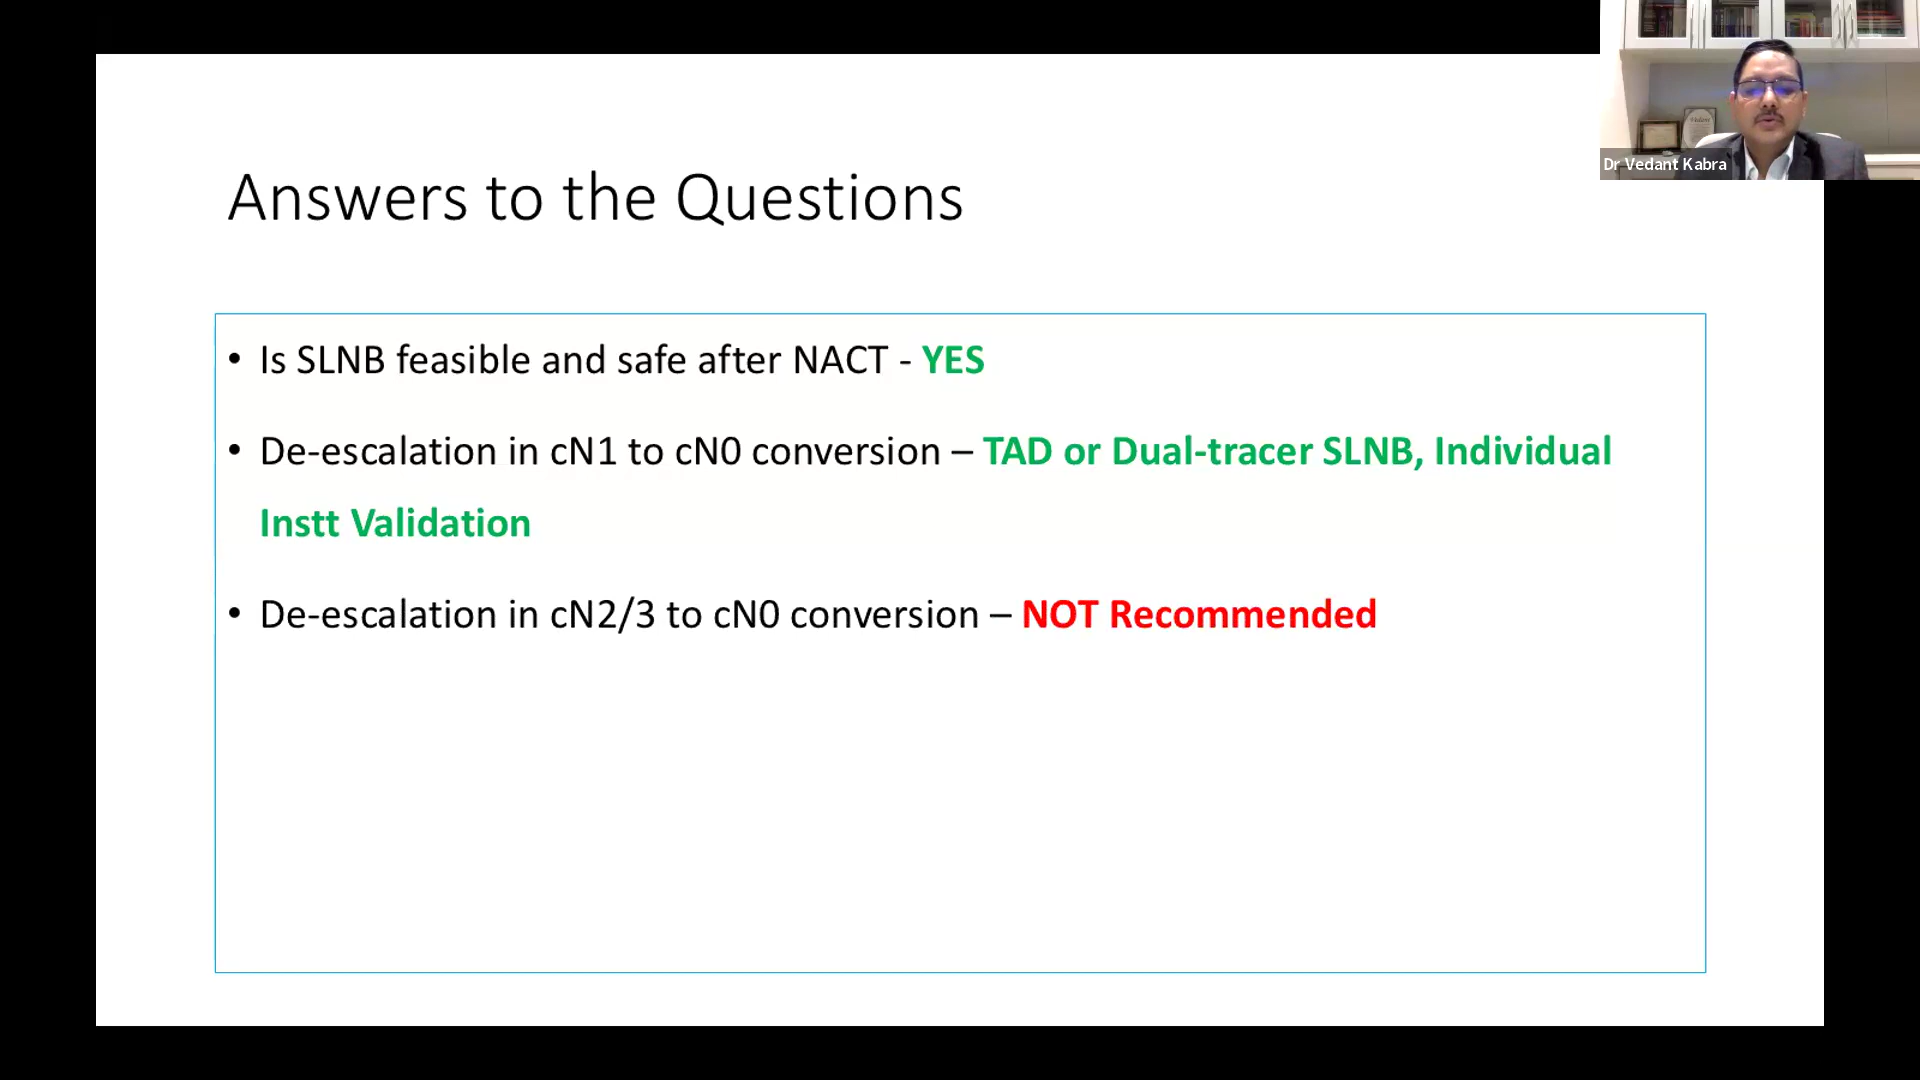 Dr Vedant Kabra
Answers to the Questions
• Is SLNB feasible and safe after NACT - YES
• De-escalation in cN1 to cN0 conversion – TAD or Dual-tracer SLNB, Individual
Instt Validation
• De-escalation in cN2/3 to cN0 conversion – NOT Recommended